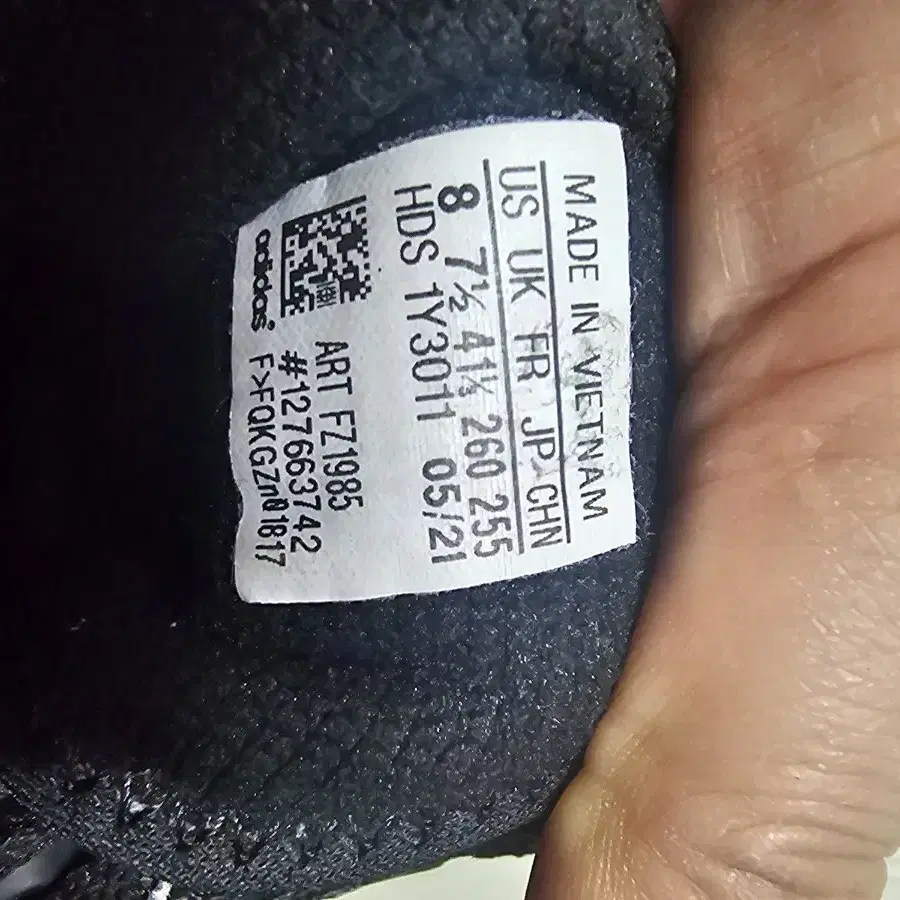 MADE IN VIETNAM
US UK FR JP CHN
8 7½ 41⅓ 260 255
HDS 1Y3011 05/21
ART FZ1985
#127663742
F>FQKGZn01817
adidas